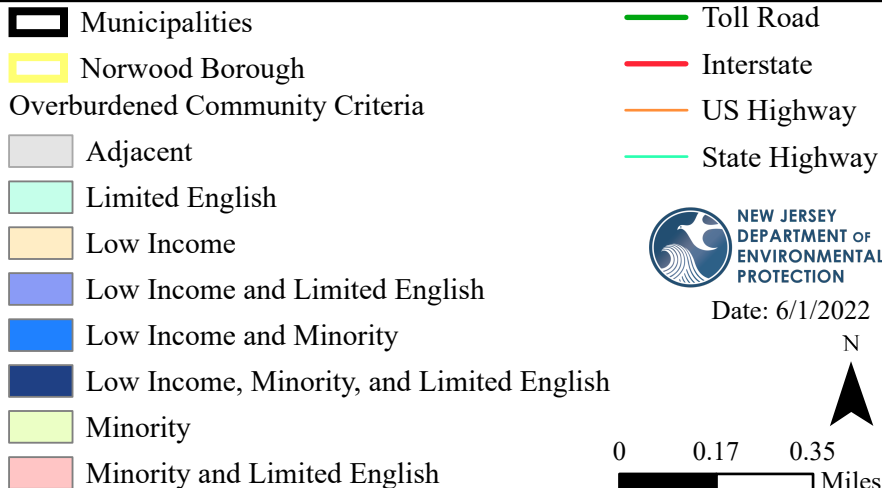 Municipalities
Norwood Borough
Overburdened Community Criteria
Adjacent
Limited English
Low Income
Low Income and Limited English
Low Income and Minority
Low Income, Minority, and Limited English
Minority
Minority and Limited English
Toll Road
Interstate
US Highway
State Highway
NEW JERSEY
DEPARTMENT OF
ENVIRONMENTAL
PROTECTION
Date: 6/1/2022
N
0 0.17 0.35
Miles